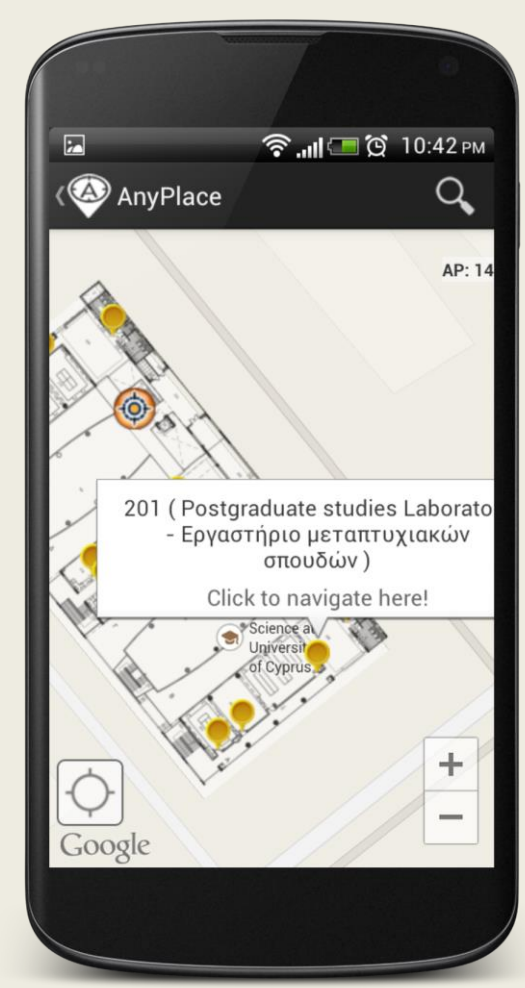 10:42 PM
AnyPlace
AP: 14
201 ( Postgraduate studies Laborato
- Εργαστήριο μεταπτυχιακών
σπουδών )
Click to navigate here!
Science a
Universit
of Cyprus
+
−
Google